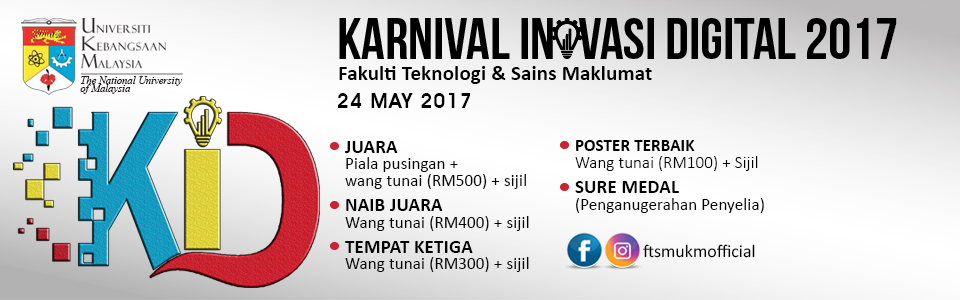 UNIVERSITI
KEBANGSAAN
MALAYSIA
The National University
of Malaysia
KARNIVAL INOVASI DIGITAL 2017
Fakulti Teknologi & Sains Maklumat
24 MAY 2017
KiD
JUARA
Piala pusingan +
wang tunai (RM500) + sijil
NAIB JUARA
Wang tunai (RM400) + sijil
TEMPAT KETIGA
Wang tunai (RM300) + sijil
POSTER TERBAIK
Wang tunai (RM100) + Sijil
SURE MEDAL
(Penganugerahan Penyelia)
f
ftsmukmofficial